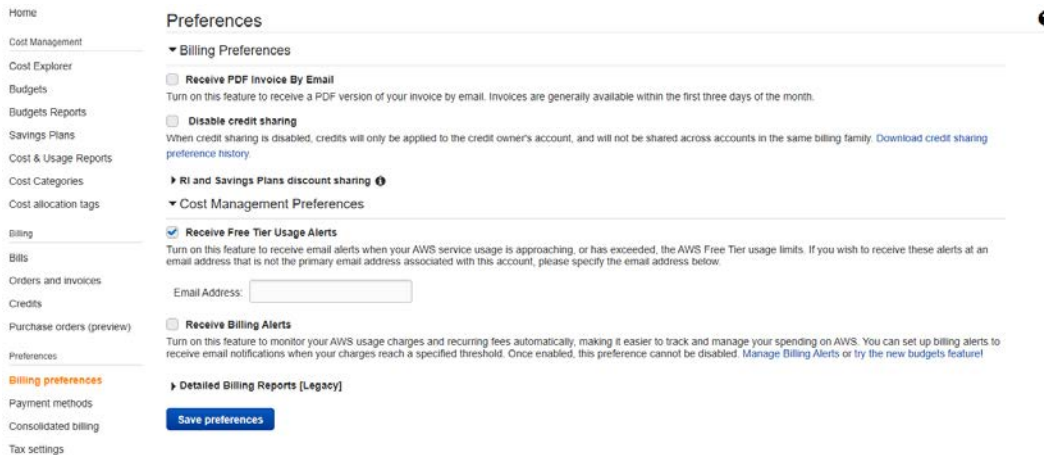 Home
Cost Management
Cost Explorer
Budgets
Budgets Reports
Savings Plans
Cost & Usage Reports
Cost Categories
Cost allocation tags
Billing
Bills
Orders and invoices
Credits
Purchase orders (preview)
Preferences
Billing preferences
Payment methods
Consolidated billing
Tax settings
Preferences
Billing Preferences
Receive PDF Invoice By Email
Turn on this feature to receive a PDF version of your invoice by email. Invoices are generally available within the first three days of the month.
Disable credit sharing
When credit sharing is disabled, credits will only be applied to the credit owner's account, and will not be shared across accounts in the same billing family. Download credit sharing
preference history.
RI and Savings Plans discount sharing
Cost Management Preferences
Receive Free Tier Usage Alerts
Turn on this feature to receive email alerts when your AWS service usage is approaching, or has exceeded, the AWS Free Tier usage limits. If you wish to receive these alerts at an
email address that is not the primary email address associated with this account, please specify the email address below.
Email Address:
Receive Billing Alerts
Turn on this feature to monitor your AWS usage charges and recurring fees automatically, making it easier to track and manage your spending on AWS. You can set up billing alerts to
receive email notifications when your charges reach a specified threshold. Once enabled, this preference cannot be disabled. Manage Billing Alerts or try the new budgets feature!
Detailed Billing Reports [Legacy]
Save preferences